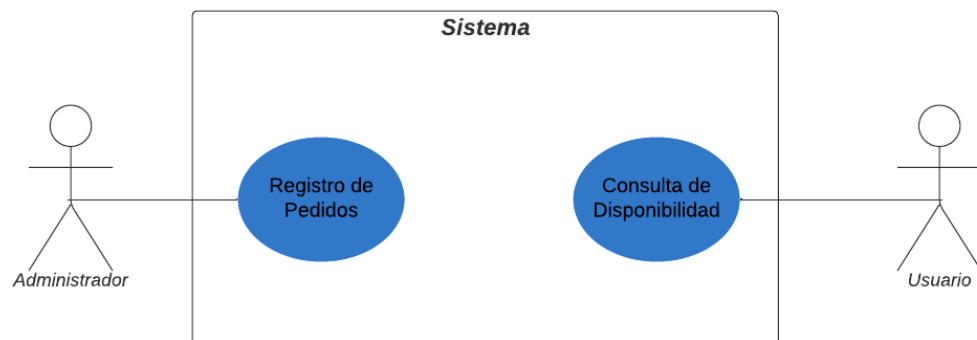 Sistema
Registro de
Pedidos
Consulta de
Disponibilidad
Administrador
Usuario